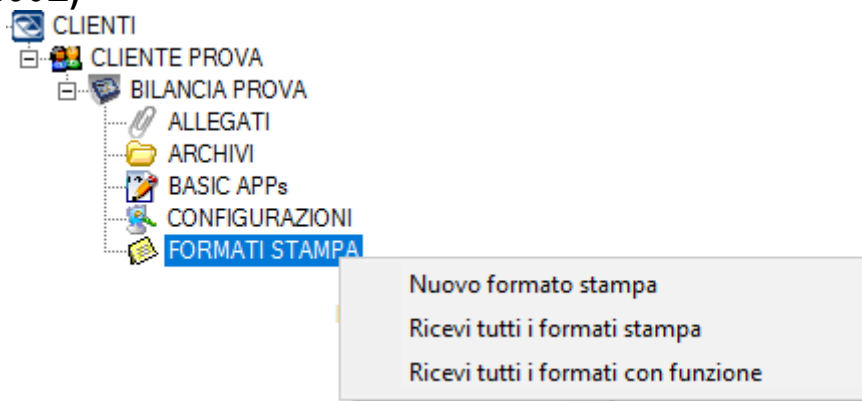 CLIENTI
CLIENTE PROVA
BILANCIA PROVA
ALLEGATI
ARCHIVI
BASIC APPs
CONFIGURAZIONI
FORMATI STAMPA
Nuovo formato stampa
Ricevi tutti i formati stampa
Ricevi tutti i formati con funzione